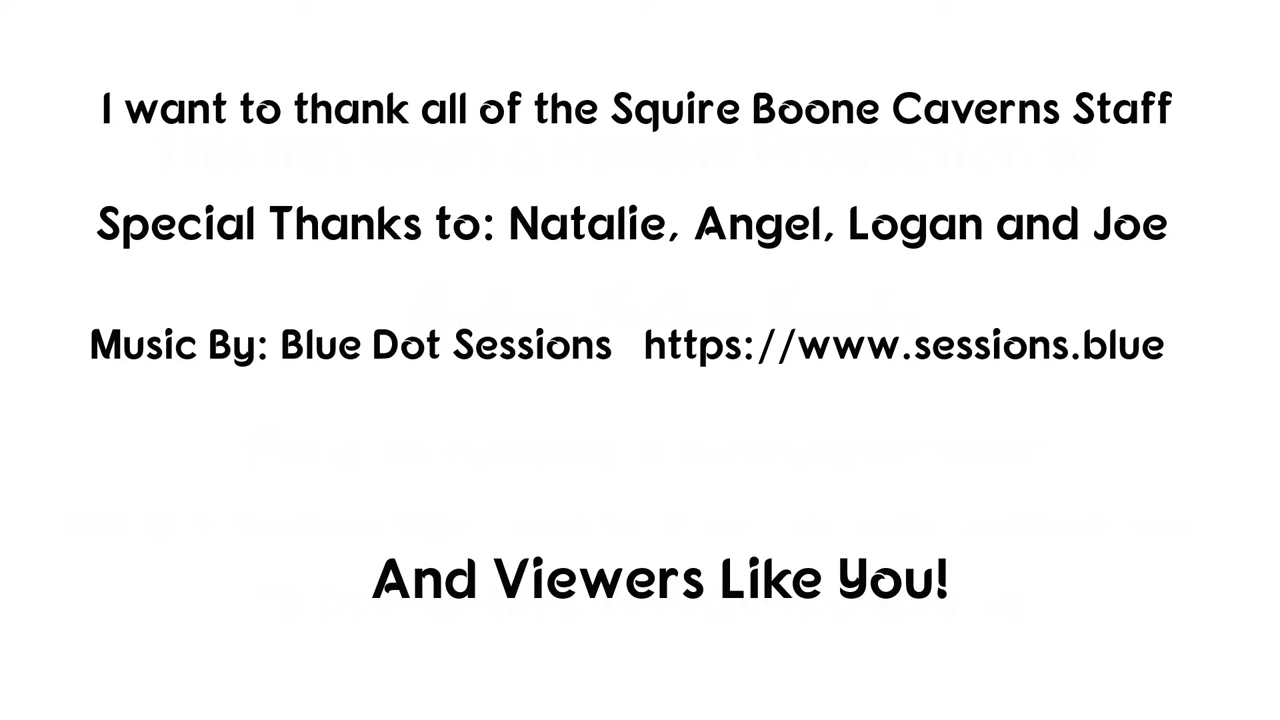 I want to thank all of the Squire Boone Caverns Staff
Special Thanks to: Natalie, Angel, Logan and Joe
Music By: Blue Dot Sessions https://www.sessions.blue
And Viewers Like You!